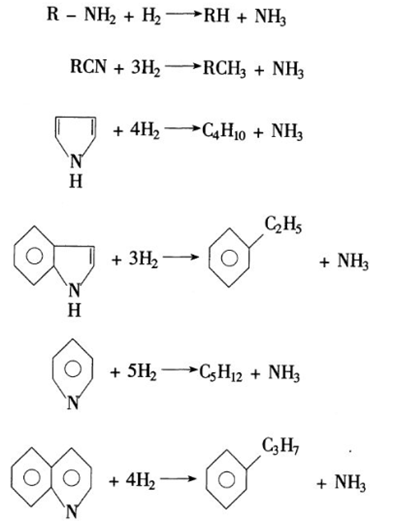 R – NH₂ + H₂ ⟶ RH + NH₃
RCN + 3H₂ ⟶ RCH₃ + NH₃
+ 4H₂ ⟶ C₄H₁₀ + NH₃
N
H
C₂H₅
+ 3H₂ ⟶ + NH₃
N
H
+ 5H₂ ⟶ C₅H₁₂ + NH₃
N
C₃H₇
+ 4H₂ ⟶ + NH₃
N